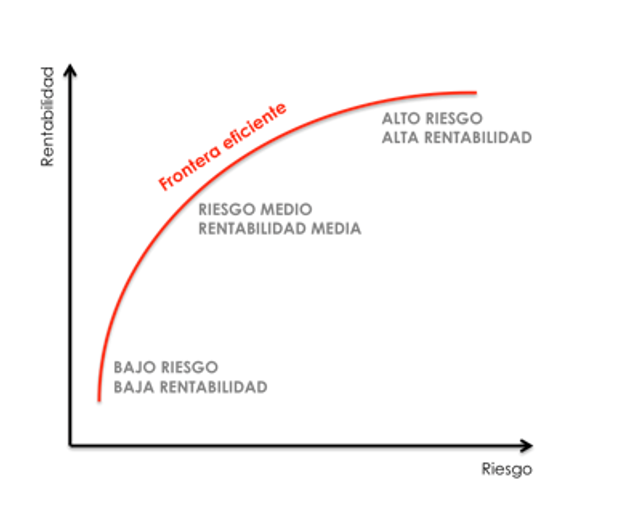 Rentabilidad
Frontera eficiente
ALTO RIESGO
ALTA RENTABILIDAD
RIESGO MEDIO
RENTABILIDAD MEDIA
BAJO RIESGO
BAJA RENTABILIDAD
Riesgo